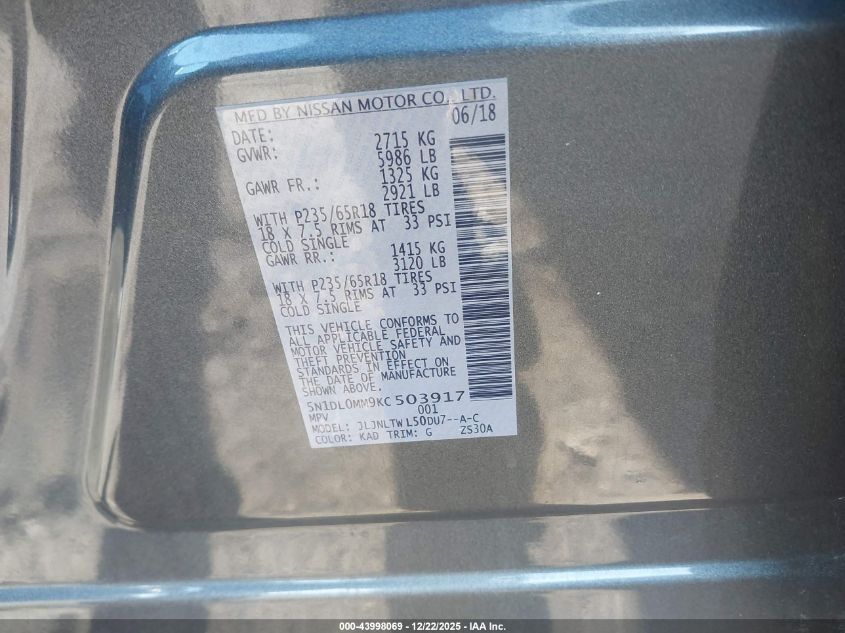 MFD BY NISSAN MOTOR CO., LTD.
DATE: 06/18
GVWR: 2715 KG
5986 LB
GAWR FR.: 1325 KG
2921 LB
WITH P235/65R18 TIRES
18 X 7.5 RIMS AT 33 PSI
COLD SINGLE
GAWR RR.: 1415 KG
3120 LB
WITH P235/65R18 TIRES
18 X 7.5 RIMS AT 33 PSI
COLD SINGLE
THIS VEHICLE CONFORMS TO
ALL APPLICABLE FEDERAL
MOTOR VEHICLE SAFETY AND
THEFT PREVENTION
STANDARDS IN EFFECT ON
THE DATE OF MANUFACTURE
SHOWN ABOVE.
5N1DL0MM9KC503917
MPV 001
MODEL: JLJNLTWL50DU7--A-C
COLOR: KAD TRIM: G ZS30A
000-43998069 - 12/22/2025 - IAA Inc.